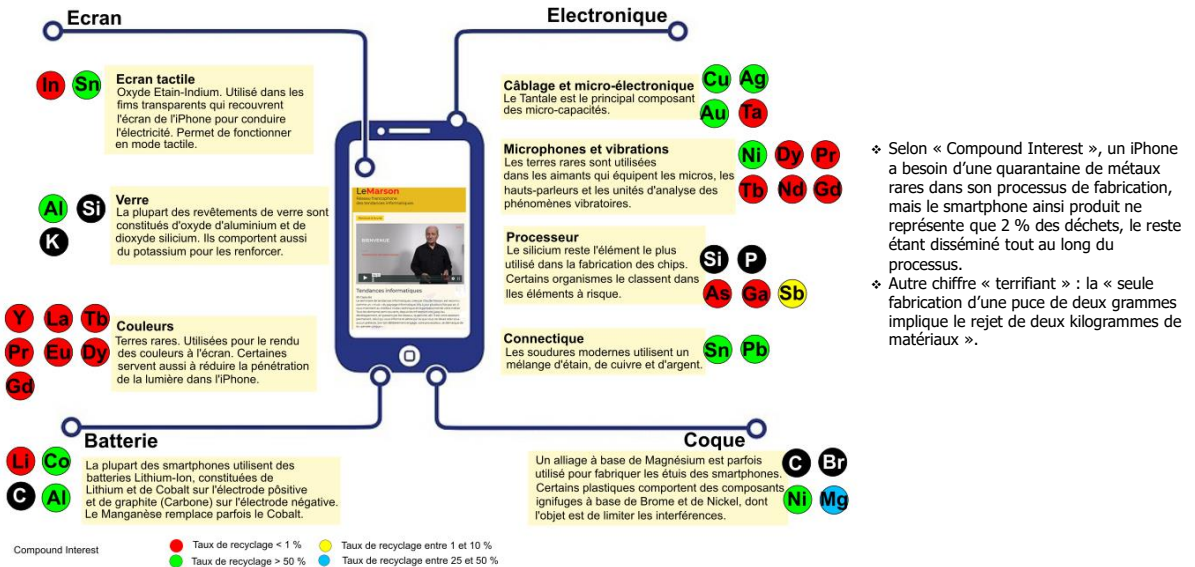 Ecran
Electronique
In Sn
Ecran tactile
Oxyde Etain-Indium. Utilisé dans les
fims transparents qui recouvrent
l'écran de l'iPhone pour conduire
l'électricité. Permet de fonctionner
en mode tactile.
Al Si
K
Verre
La plupart des revêtements de verre sont
constitués d'oxyde d'aluminium et de
dioxyde silicium. Ils comportent aussi
du potassium pour les renforcer.
Y La Tb
Pr Eu Dy
Gd
Couleurs
Terres rares. Utilisées pour le rendu
des couleurs à l'écran. Certaines
servent aussi à réduire la pénétration
de la lumière dans l'iPhone.
LeMarson
Réseau francophone
des tendances informatiques
BIENVENUE
Tendances informatiques
Câblage et micro-électronique
Le Tantale est le principal composant
des micro-capacités.
Cu Ag
Au Ta
Microphones et vibrations
Les terres rares sont utilisées
dans les aimants qui équipent les micros, les
hauts-parleurs et les unités d'analyse des
phénomènes vibratoires.
Ni Dy Pr
Tb Nd Gd
Processeur
Le silicium reste l'élément le plus
utilisé dans la fabrication des chips.
Certains organismes le classent dans
lles éléments à risque.
Si P
As Ga Sb
Connectique
Les soudures modernes utilisent un
mélange d'étain, de cuivre et d'argent.
Sn Pb
Batterie
Li Co
C Al
La plupart des smartphones utilisent des
batteries Lithium-Ion, constituées de
Lithium et de Cobalt sur l'électrode pôsitive
et de graphite (Carbone) sur l'électrode négative.
Le Manganèse remplace parfois le Cobalt.
Coque
Un alliage à base de Magnésium est parfois
utilisé pour fabriquer les étuis des smartphones.
Certains plastiques comportent des composants
ignifuges à base de Brome et de Nickel, dont
l'objet est de limiter les interférences.
C Br
Ni Mg
Compound Interest
Taux de recyclage < 1 %
Taux de recyclage entre 1 et 10 %
Taux de recyclage > 50 %
Taux de recyclage entre 25 et 50 %
❖ Selon « Compound Interest », un iPhone
a besoin d'une quarantaine de métaux
rares dans son processus de fabrication,
mais le smartphone ainsi produit ne
représente que 2 % des déchets, le reste
étant disséminé tout au long du
processus.
❖ Autre chiffre « terrifiant » : la « seule
fabrication d'une puce de deux grammes
implique le rejet de deux kilogrammes de
matériaux ».